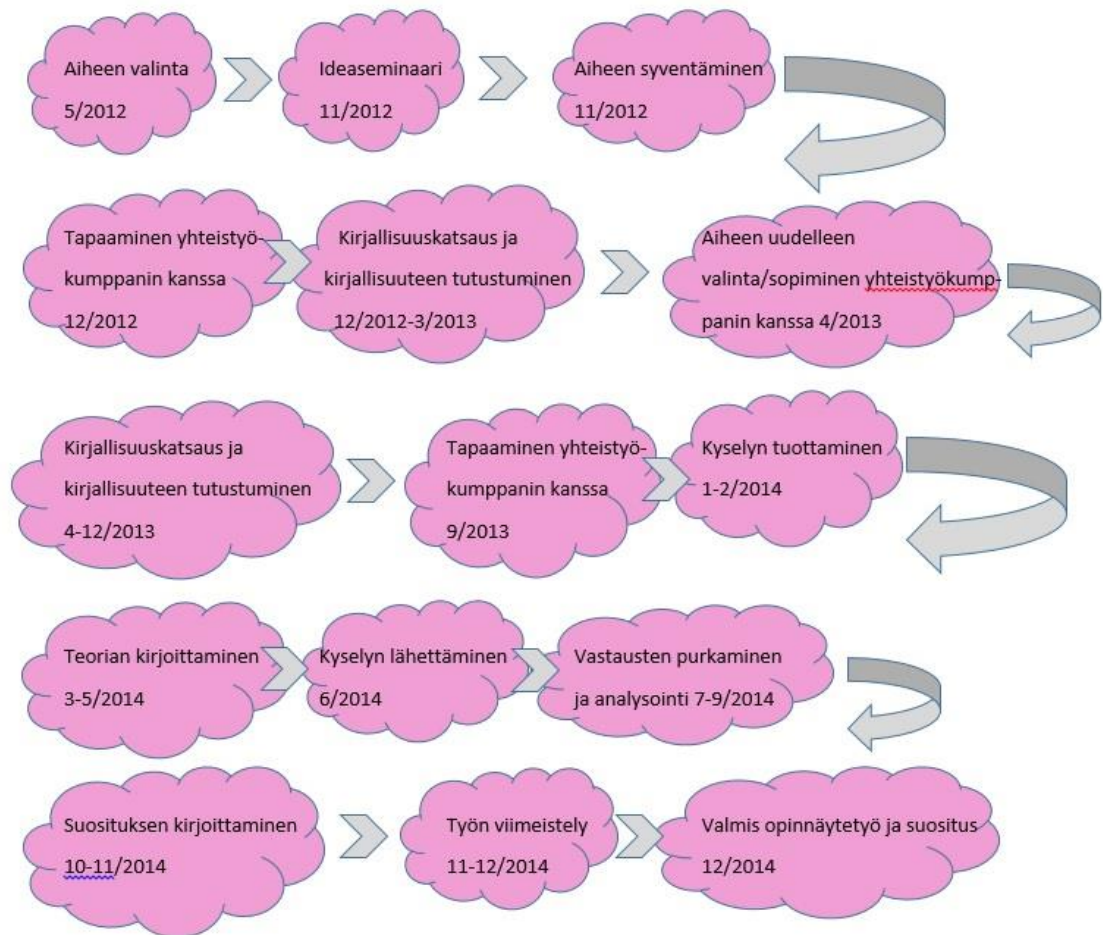 Aiheen valinta
5/2012
Ideaseminaari
11/2012
Aiheen syventäminen
11/2012
Tapaaminen yhteistyö-
kumppanin kanssa
12/2012
Kirjallisuuskatsaus ja
kirjallisuuteen tutustuminen
12/2012-3/2013
Aiheen uudelleen
valinta/sopiminen yhteistyökump-
panin kanssa 4/2013
Kirjallisuuskatsaus ja
kirjallisuuteen tutustuminen
4-12/2013
Tapaaminen yhteistyö-
kumppanin kanssa
9/2013
Kyselyn tuottaminen
1-2/2014
Teorian kirjoittaminen
3-5/2014
Kyselyn lähettäminen
6/2014
Vastausten purkaminen
ja analysointi 7-9/2014
Suosituksen kirjoittaminen
10-11/2014
Työn viimeistely
11-12/2014
Valmis opinnäytetyö ja suositus
12/2014